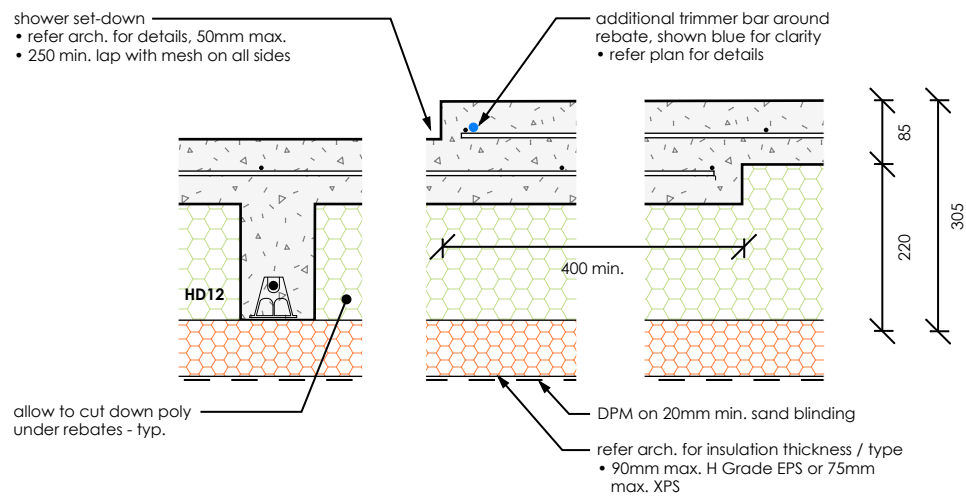 shower set-down
• refer arch. for details, 50mm max.
• 250 min. lap with mesh on all sides
additional trimmer bar around
rebate, shown blue for clarity
• refer plan for details
85
305
220
400 min.
HD12
allow to cut down poly
under rebates - typ.
DPM on 20mm min. sand blinding
refer arch. for insulation thickness / type
• 90mm max. H Grade EPS or 75mm
max. XPS